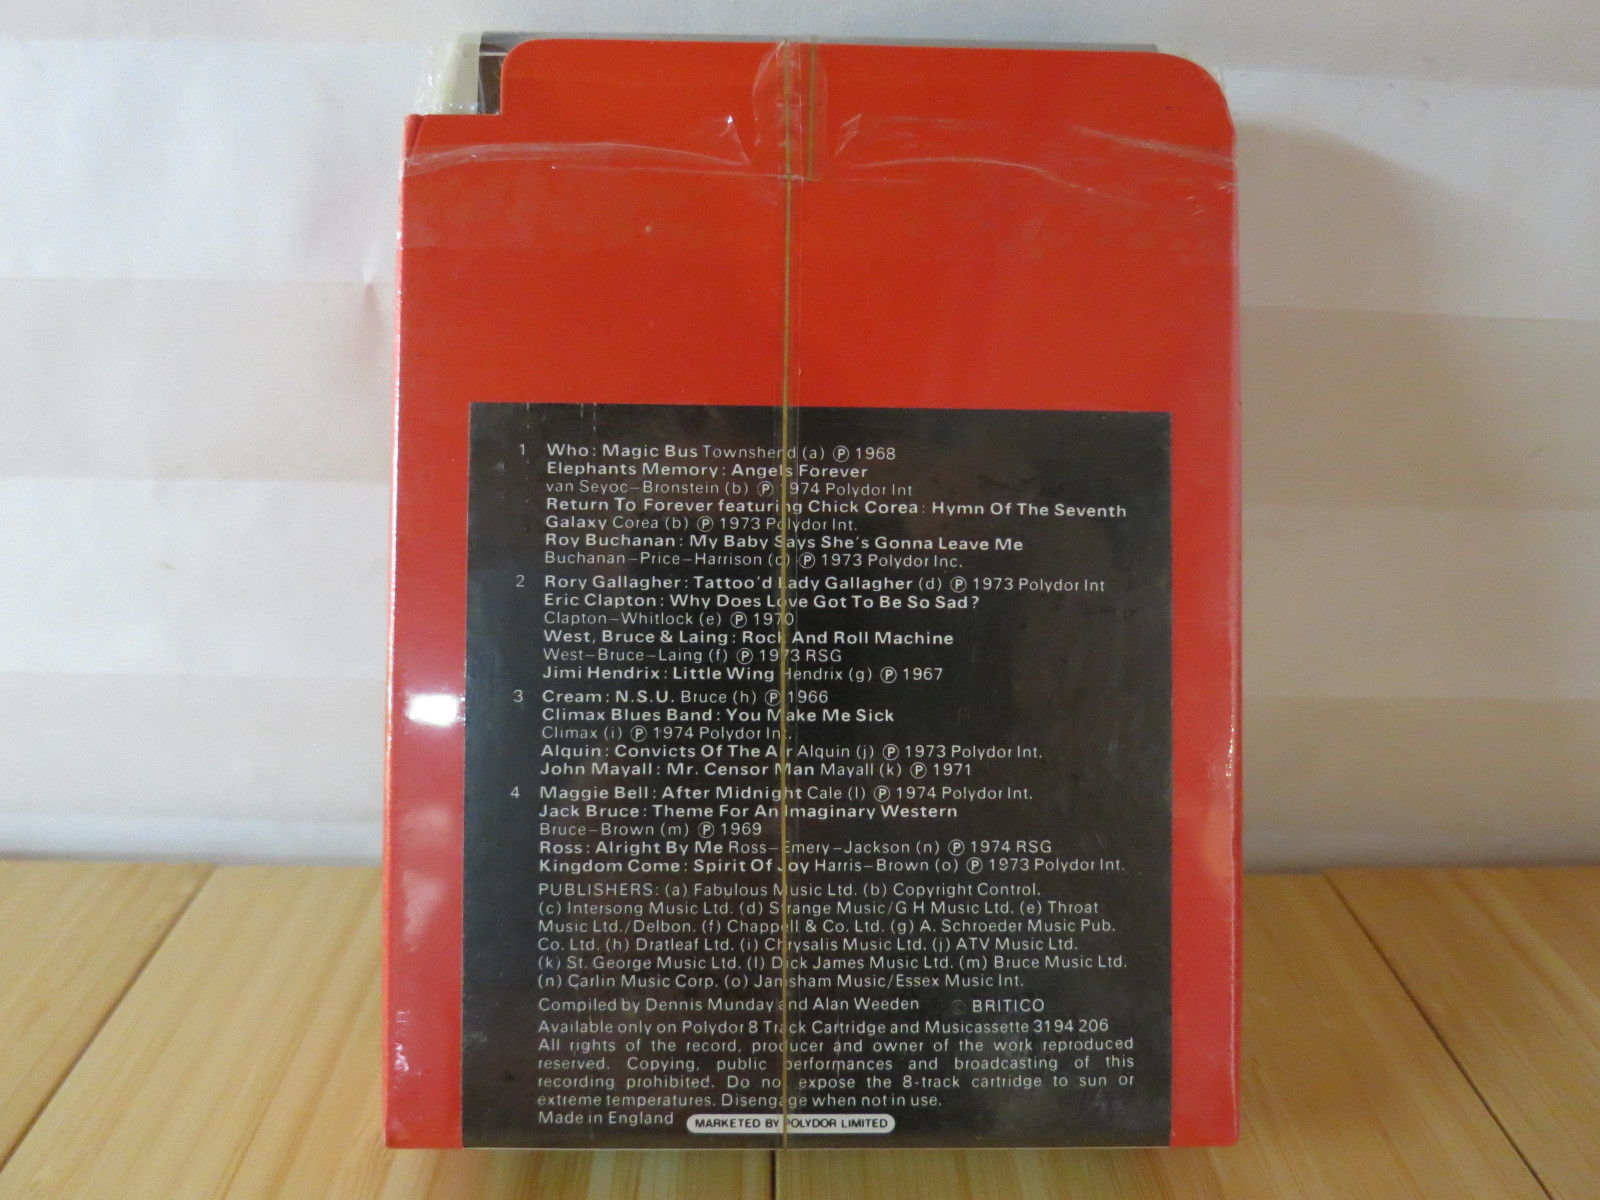 1 Who: Magic Bus Townshend (a) Ⓟ 1968
Elephants Memory: Angels Forever
van Seyoc–Bronstein (b) Ⓟ 1974 Polydor Int
Return To Forever featuring Chick Corea: Hymn Of The Seventh
Galaxy Corea (b) Ⓟ 1973 Polydor Int.
Roy Buchanan: My Baby Says She's Gonna Leave Me
Buchanan–Price–Harrison (c) Ⓟ 1973 Polydor Inc.
2 Rory Gallagher: Tattoo'd Lady Gallagher (d) Ⓟ 1973 Polydor Int
Eric Clapton: Why Does Love Got To Be So Sad?
Clapton–Whitlock (e) Ⓟ 1970
West, Bruce & Laing: Rock And Roll Machine
West–Bruce–Laing (f) Ⓟ 1973 RSG
Jimi Hendrix: Little Wing Hendrix (g) Ⓟ 1967
3 Cream: N.S.U. Bruce (h) Ⓟ 1966
Climax Blues Band: You Make Me Sick
Climax (i) Ⓟ 1974 Polydor Int.
Alquin: Convicts Of The Air Alquin (j) Ⓟ 1973 Polydor Int.
John Mayall: Mr. Censor Man Mayall (k) Ⓟ 1971
4 Maggie Bell: After Midnight Cale (l) Ⓟ 1974 Polydor Int.
Jack Bruce: Theme For An Imaginary Western
Bruce–Brown (m) Ⓟ 1969
Ross: Alright By Me Ross–Emery–Jackson (n) Ⓟ 1974 RSG
Kingdom Come: Spirit Of Joy Harris–Brown (o) Ⓟ 1973 Polydor Int.
PUBLISHERS: (a) Fabulous Music Ltd. (b) Copyright Control.
(c) Intersong Music Ltd. (d) Strange Music/G H Music Ltd. (e) Throat
Music Ltd./Delbon. (f) Chappell & Co. Ltd. (g) A. Schroeder Music Pub.
Co. Ltd. (h) Dratleaf Ltd. (i) Chrysalis Music Ltd. (j) ATV Music Ltd.
(k) St. George Music Ltd. (l) Dick James Music Ltd. (m) Bruce Music Ltd.
(n) Carlin Music Corp. (o) Jamsham Music/Essex Music Int.
Compiled by Dennis Munday and Alan Weeden © BRITICO
Available only on Polydor 8 Track Cartridge and Musicassette 3194 206
All rights of the record, producer and owner of the work reproduced
reserved. Copying, public performances and broadcasting of this
recording prohibited. Do not expose the 8-track cartridge to sun or
extreme temperatures. Disengage when not in use.
Made in England MARKETED BY POLYDOR LIMITED